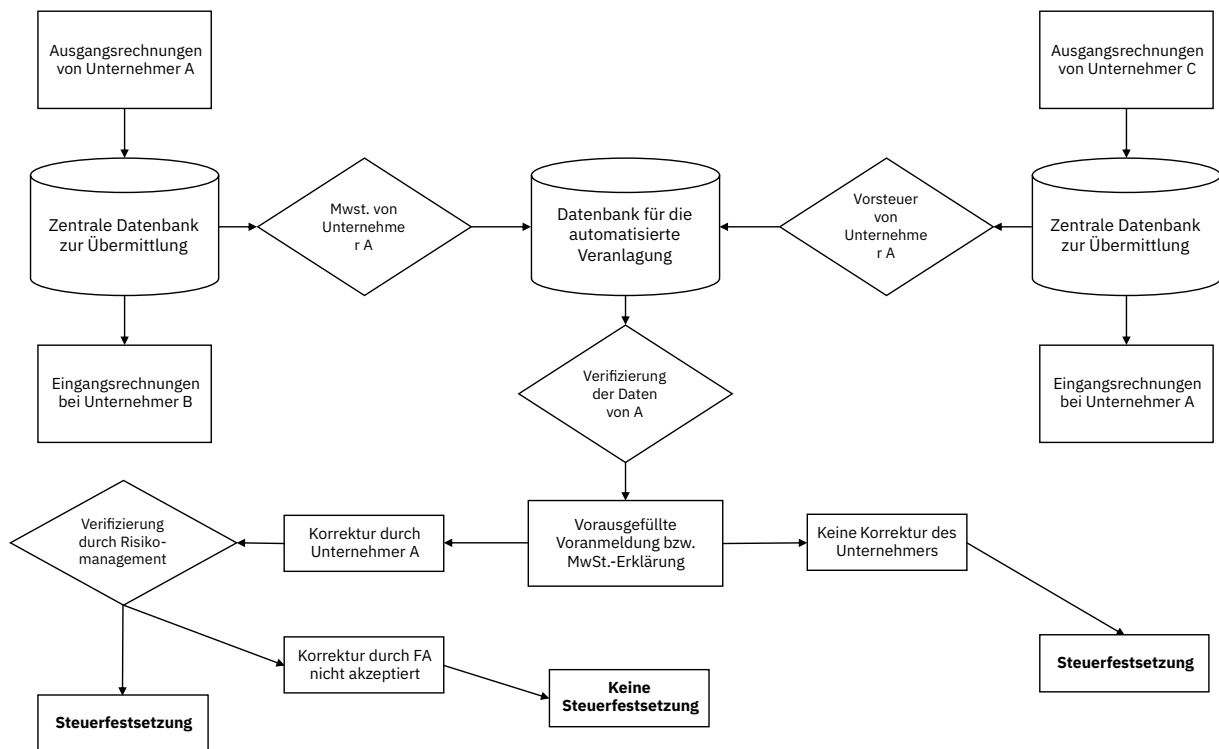 Ausgangsrechnungen
von Unternehmer A
Ausgangsrechnungen
von Unternehmer C
Zentrale Datenbank
zur Übermittlung
Mwst. von
Unternehme
r A
Datenbank für die
automatisierte
Veranlagung
Vorsteuer
von
Unternehme
r A
Zentrale Datenbank
zur Übermittlung
Eingangsrechnungen
bei Unternehmer B
Verifizierung
der Daten
von A
Eingangsrechnungen
bei Unternehmer A
Verifizierung
durch Risiko-
management
Korrektur durch
Unternehmer A
Vorausgefüllte
Voranmeldung bzw.
MwSt.-Erklärung
Keine Korrektur des
Unternehmers
Korrektur durch FA
nicht akzeptiert
Keine
Steuerfestsetzung
Steuerfestsetzung
Steuerfestsetzung